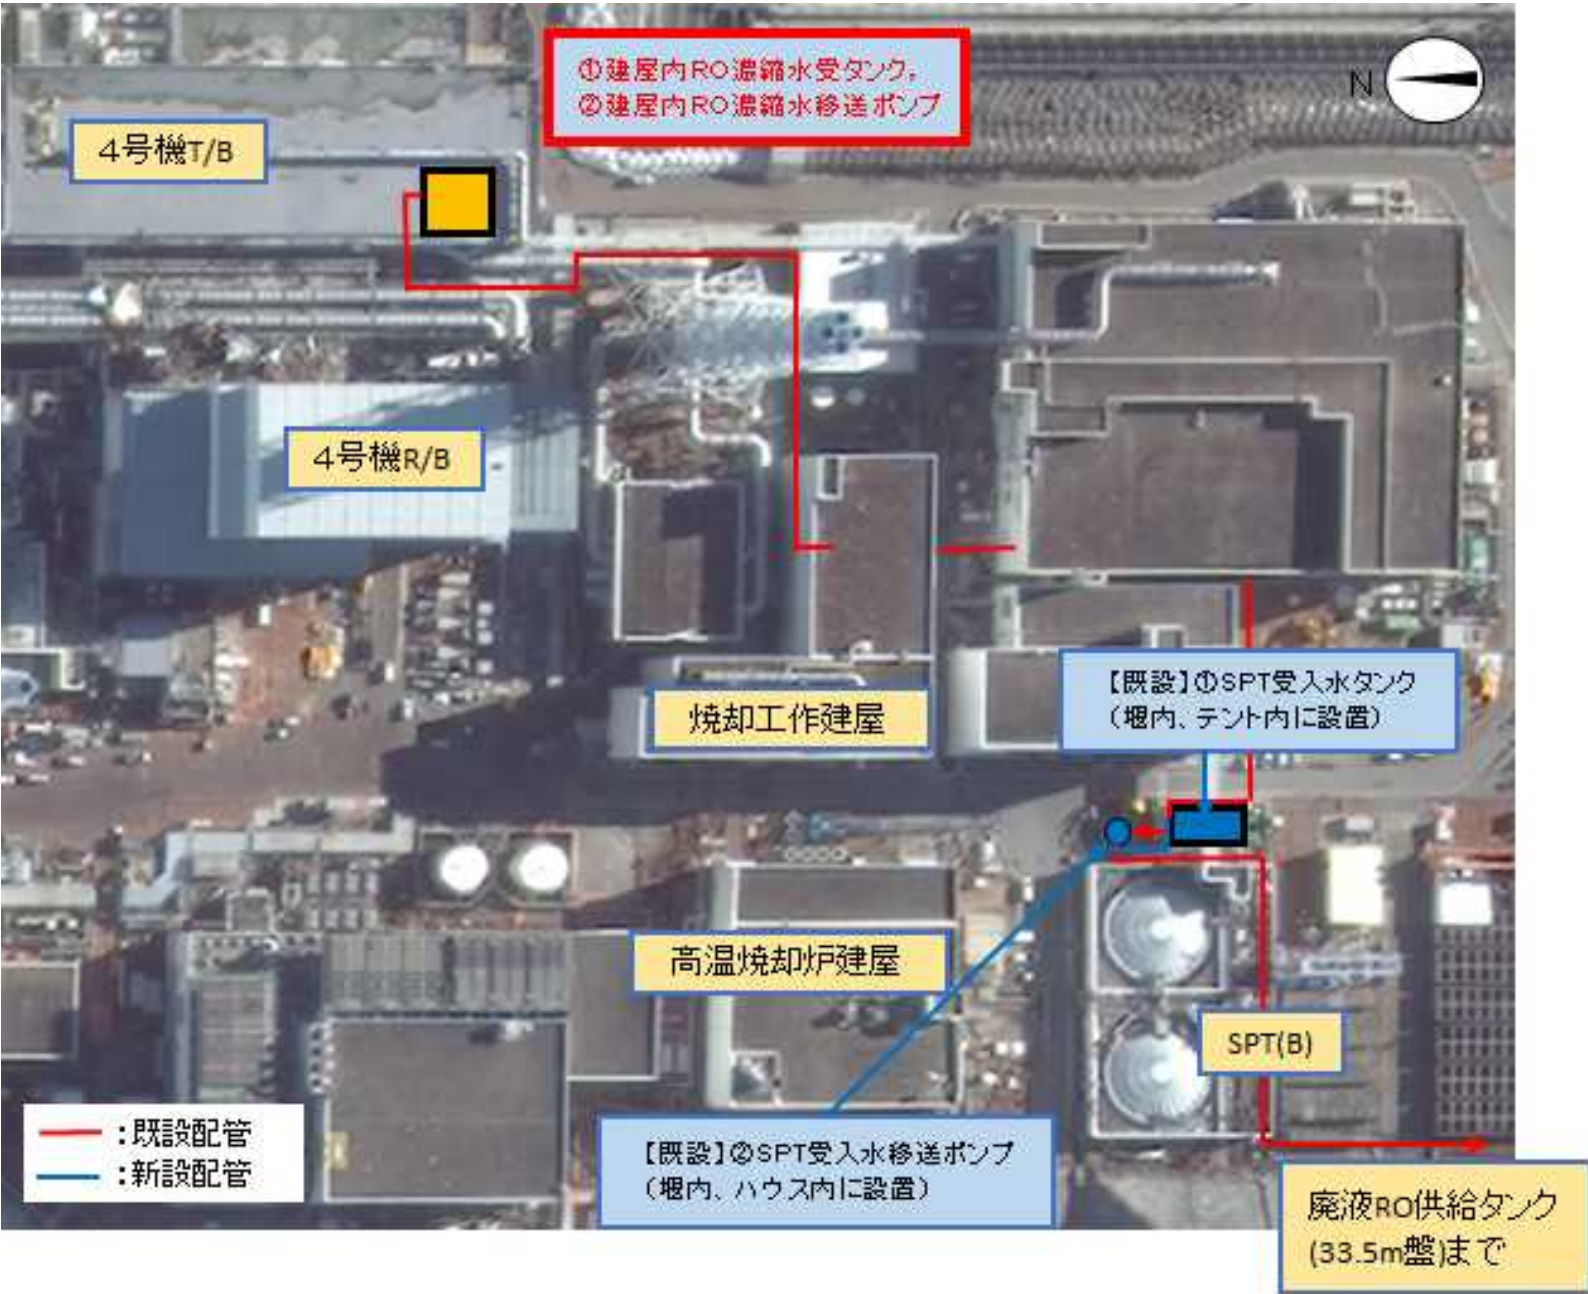 ①建屋内RO濃縮水受タンク,
②建屋内RO濃縮水移送ポンプ
N
4号機T/B
4号機R/B
【既設】①SPT受入水タンク
(堰内、テント内に設置)
焼却工作建屋
高温焼却炉建屋
SPT(B)
:既設配管
:新設配管
【既設】②SPT受入水移送ポンプ
(堰内、ハウス内に設置)
廃液RO供給タンク
(33.5m盤)まで